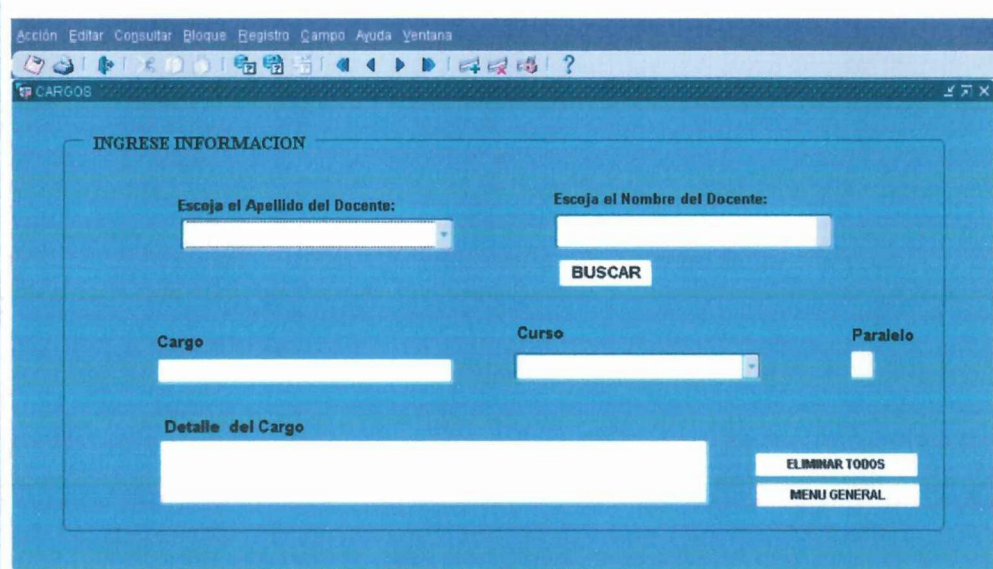 Acción Editar Consultar Bloque Registro Campo Ayuda Ventana
CARGOS
INGRESE INFORMACION
Escoja el Apellido del Docente:
Escoja el Nombre del Docente:
BUSCAR
Cargo
Curso
Paralelo
Detalle del Cargo
ELIMINAR TODOS
MENU GENERAL